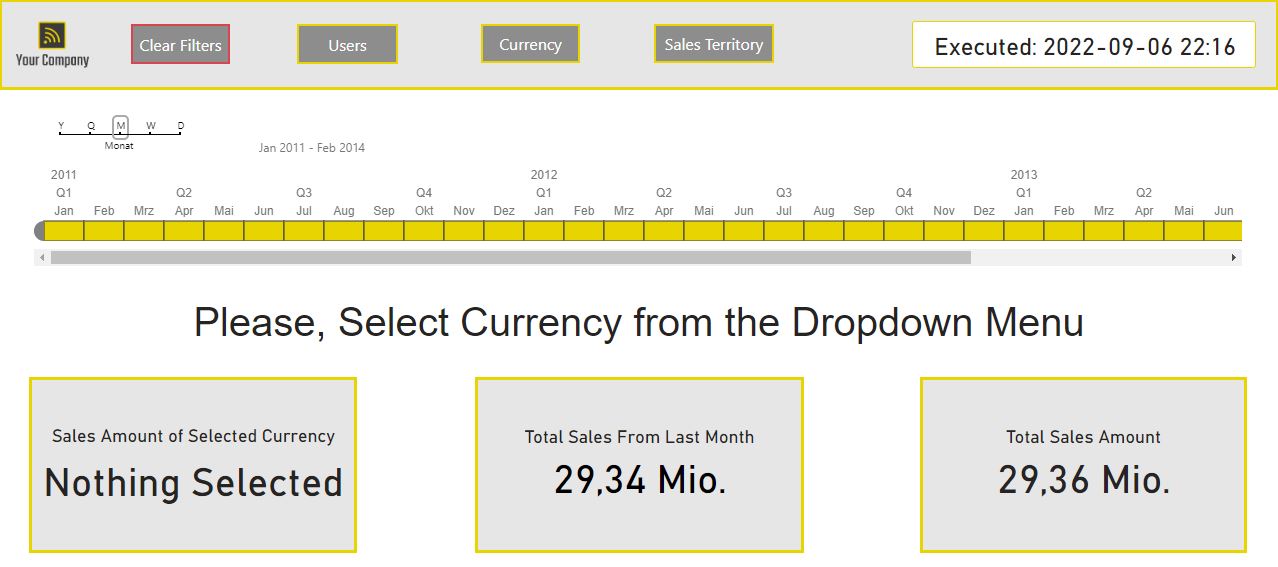 Your Company
Clear Filters
Users
Currency
Sales Territory
Executed: 2022-09-06 22:16
Y Q M W D
Monat
Jan 2011 - Feb 2014
2011 2012 2013
Q1 Q2 Q3 Q4 Q1 Q2 Q3 Q4 Q1 Q2
Jan Feb Mrz Apr Mai Jun Jul Aug Sep Okt Nov Dez Jan Feb Mrz Apr Mai Jun Jul Aug Sep Okt Nov Dez Jan Feb Mrz Apr Mai Jun
Please, Select Currency from the Dropdown Menu
Sales Amount of Selected Currency
Nothing Selected
Total Sales From Last Month
29,34 Mio.
Total Sales Amount
29,36 Mio.